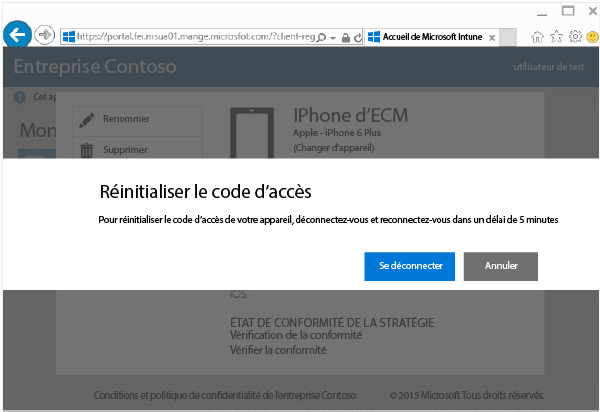 https://portal.fei.msua01.mange.microsfot.com/?client-reg
Accueil de Microsoft Intune
Entreprise Contoso
utilisateur de test
Cet ap
Mon
Renommer
Supprimer
IPhone d'ECM
Apple - iPhone 6 Plus
(Changer d'appareil)
Réinitialiser le code d'accès
Pour réinitialiser le code d'accès de votre appareil, déconnectez-vous et reconnectez-vous dans un délai de 5 minutes
Se déconnecter
Annuler
iOS
ÉTAT DE CONFORMITÉ DE LA STRATÉGIE
Vérification de la conformité
Vérifier la conformité
Conditions et politique de confidentialité de l'entreprise Contoso
© 2015 Microsoft Tous droits réservés.